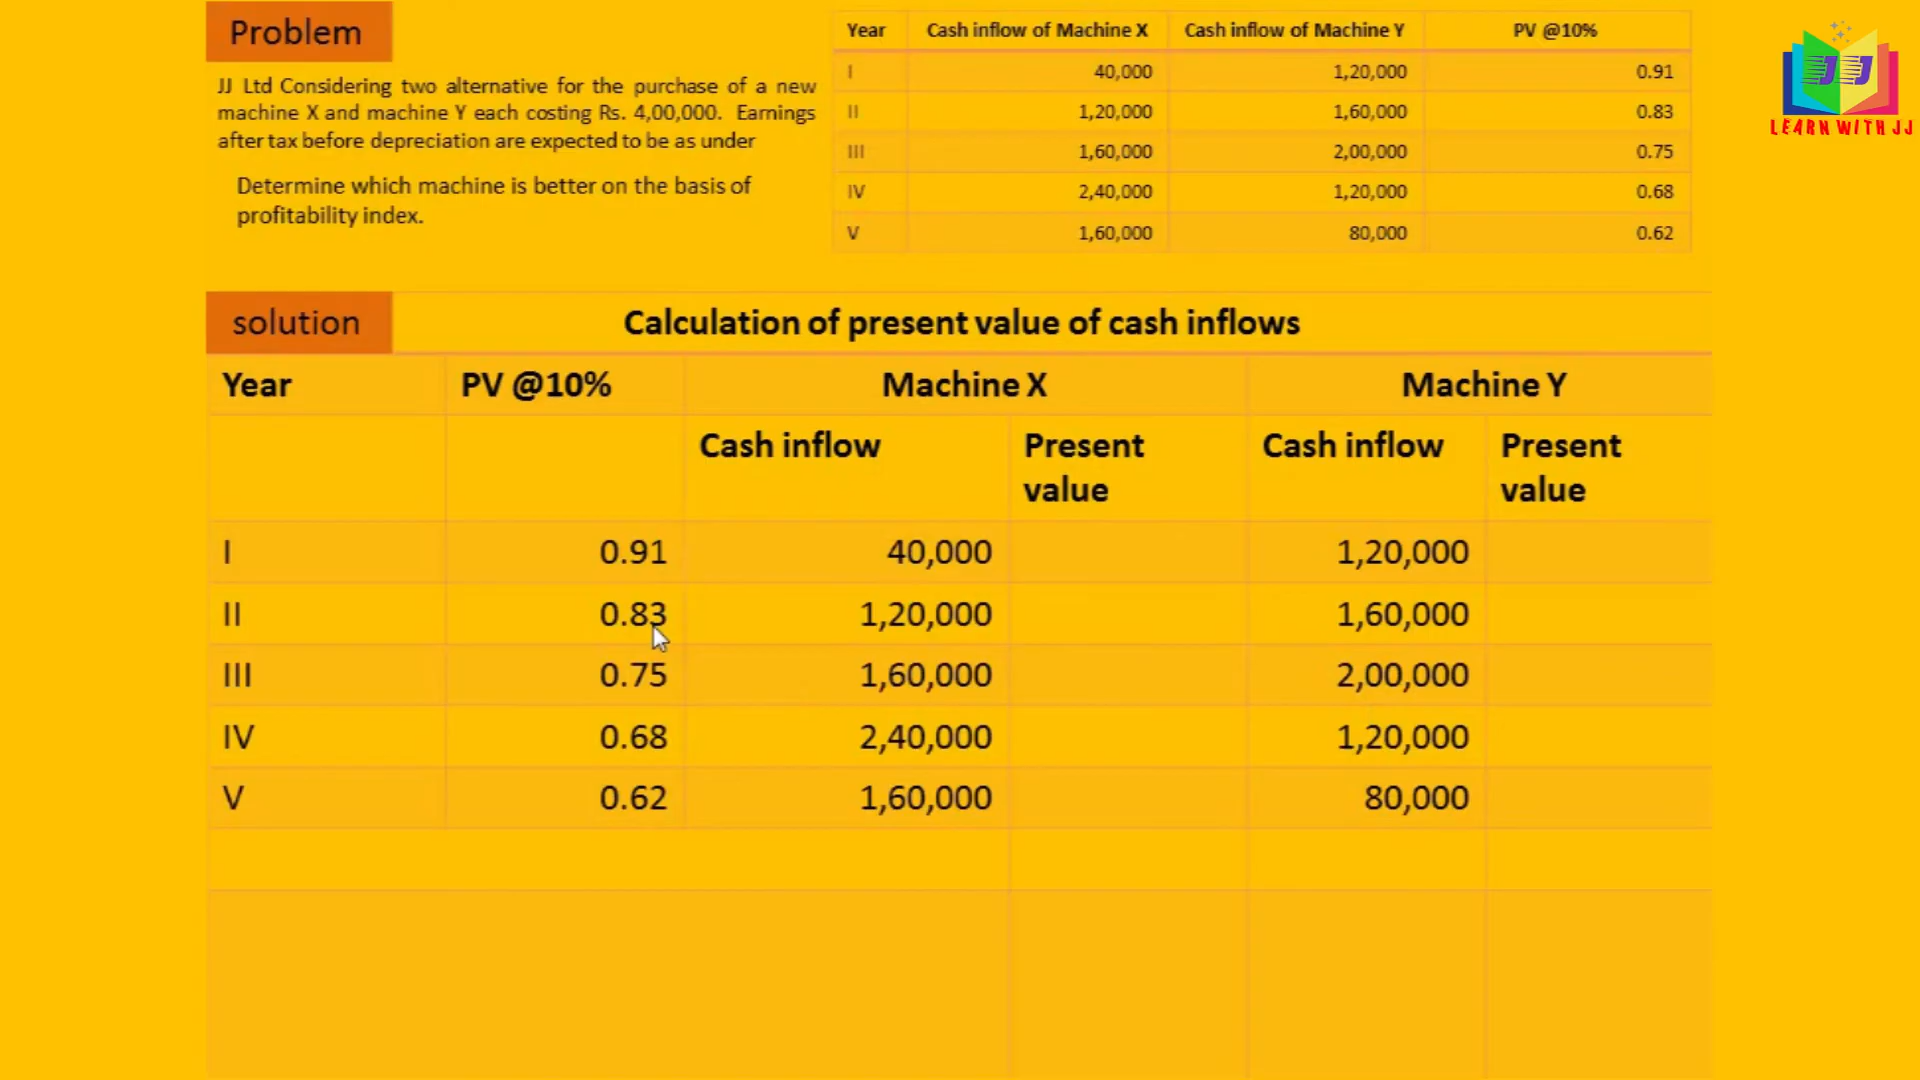 Problem
JJ Ltd Considering two alternative for the purchase of a new
machine X and machine Y each costing Rs. 4,00,000. Earnings
after tax before depreciation are expected to be as under
Determine which machine is better on the basis of
profitability index.
Year Cash inflow of Machine X Cash inflow of Machine Y PV @10%
I 40,000 1,20,000 0.91
II 1,20,000 1,60,000 0.83
III 1,60,000 2,00,000 0.75
IV 2,40,000 1,20,000 0.68
V 1,60,000 80,000 0.62
JJ
LEARN WITH JJ
solution Calculation of present value of cash inflows
Year PV @10% Machine X Machine Y
Cash inflow Present Cash inflow Present
value value
I 0.91 40,000 1,20,000
II 0.83 1,20,000 1,60,000
III 0.75 1,60,000 2,00,000
IV 0.68 2,40,000 1,20,000
V 0.62 1,60,000 80,000